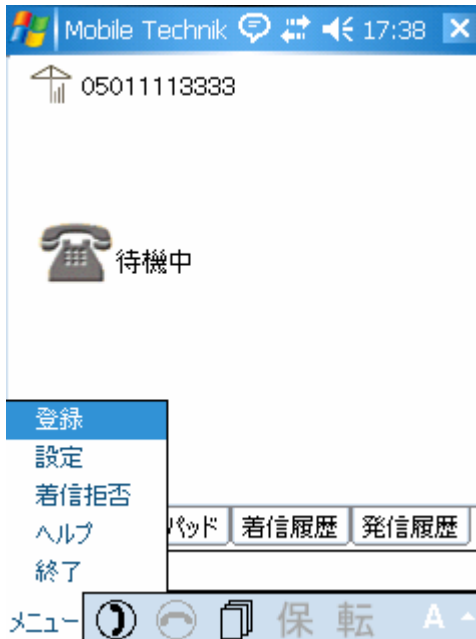 Mobile Technik 17:38
05011113333
待機中
登録
設定
着信拒否
ヘルプ
終了
パッド 着信履歴 発信履歴
メニュー 保 転 A